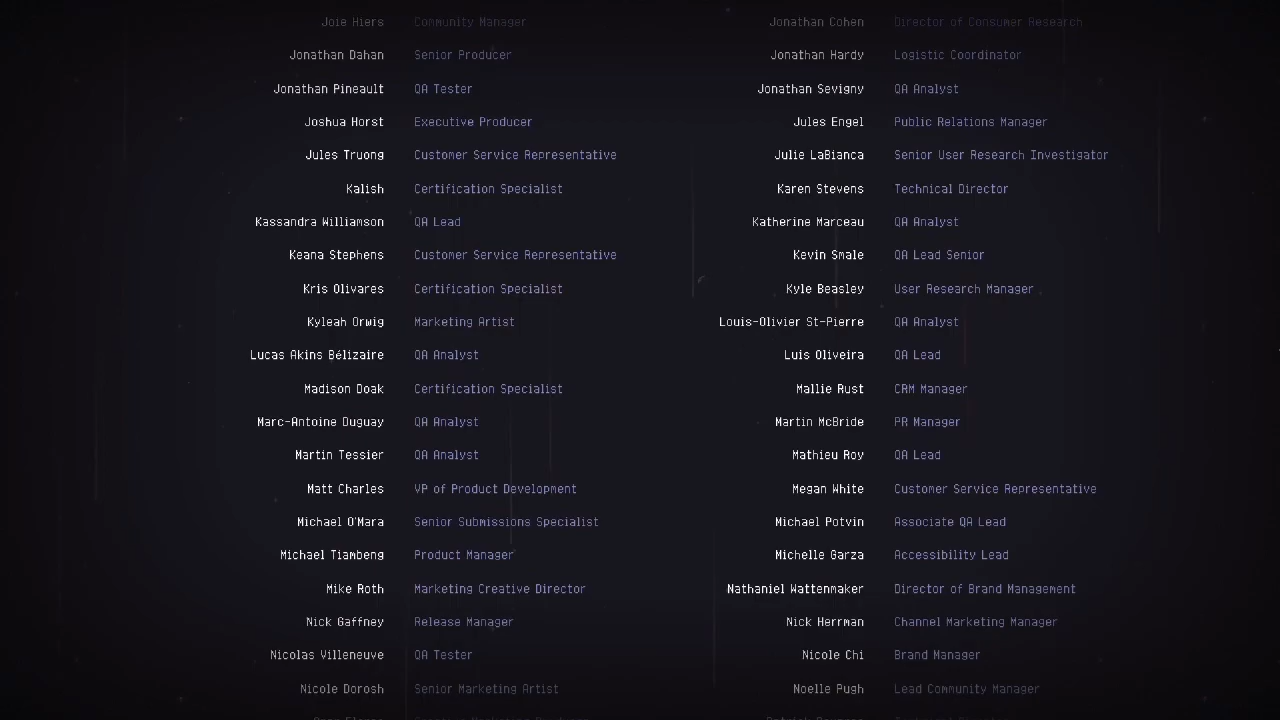 Joie Hiers Community Manager Jonathan Cohen Director of Consumer Research
Jonathan Dahan Senior Producer Jonathan Hardy Logistic Coordinator
Jonathan Pineault QA Tester Jonathan Sevigny QA Analyst
Joshua Horst Executive Producer Jules Engel Public Relations Manager
Jules Truong Customer Service Representative Julie LaBianca Senior User Research Investigator
Kalish Certification Specialist Karen Stevens Technical Director
Kassandra Williamson QA Lead Katherine Marceau QA Analyst
Keana Stephens Customer Service Representative Kevin Smale QA Lead Senior
Kris Olivares Certification Specialist Kyle Beasley User Research Manager
Kyleah Orwig Marketing Artist Louis-Olivier St-Pierre QA Analyst
Lucas Akins Bélizaire QA Analyst Luis Oliveira QA Lead
Madison Doak Certification Specialist Mallie Rust CRM Manager
Marc-Antoine Duguay QA Analyst Martin McBride PR Manager
Martin Tessier QA Analyst Mathieu Roy QA Lead
Matt Charles VP of Product Development Megan White Customer Service Representative
Michael O'Mara Senior Submissions Specialist Michael Potvin Associate QA Lead
Michael Tiambeng Product Manager Michelle Garza Accessibility Lead
Mike Roth Marketing Creative Director Nathaniel Wattenmaker Director of Brand Management
Nick Gaffney Release Manager Nick Herrman Channel Marketing Manager
Nicolas Villeneuve QA Tester Nicole Chi Brand Manager
Nicole Dorosh Senior Marketing Artist Noelle Pugh Lead Community Manager